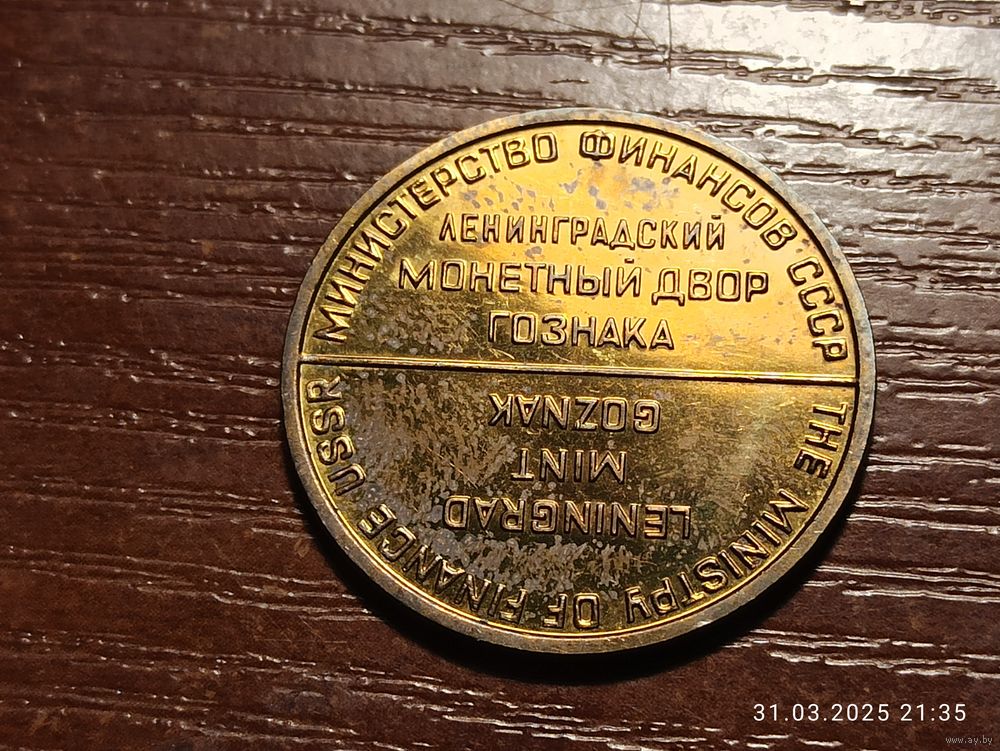 МИНИСТЕРСТВО ФИНАНСОВ СССР
ЛЕНИНГРАДСКИЙ
МОНЕТНЫЙ ДВОР
ГОЗНАКА
THE MINISTRY OF FINANCE USSR
LENINGRAD
MINT
GOZNAK
31.03.2025 21:35
www.ay.by